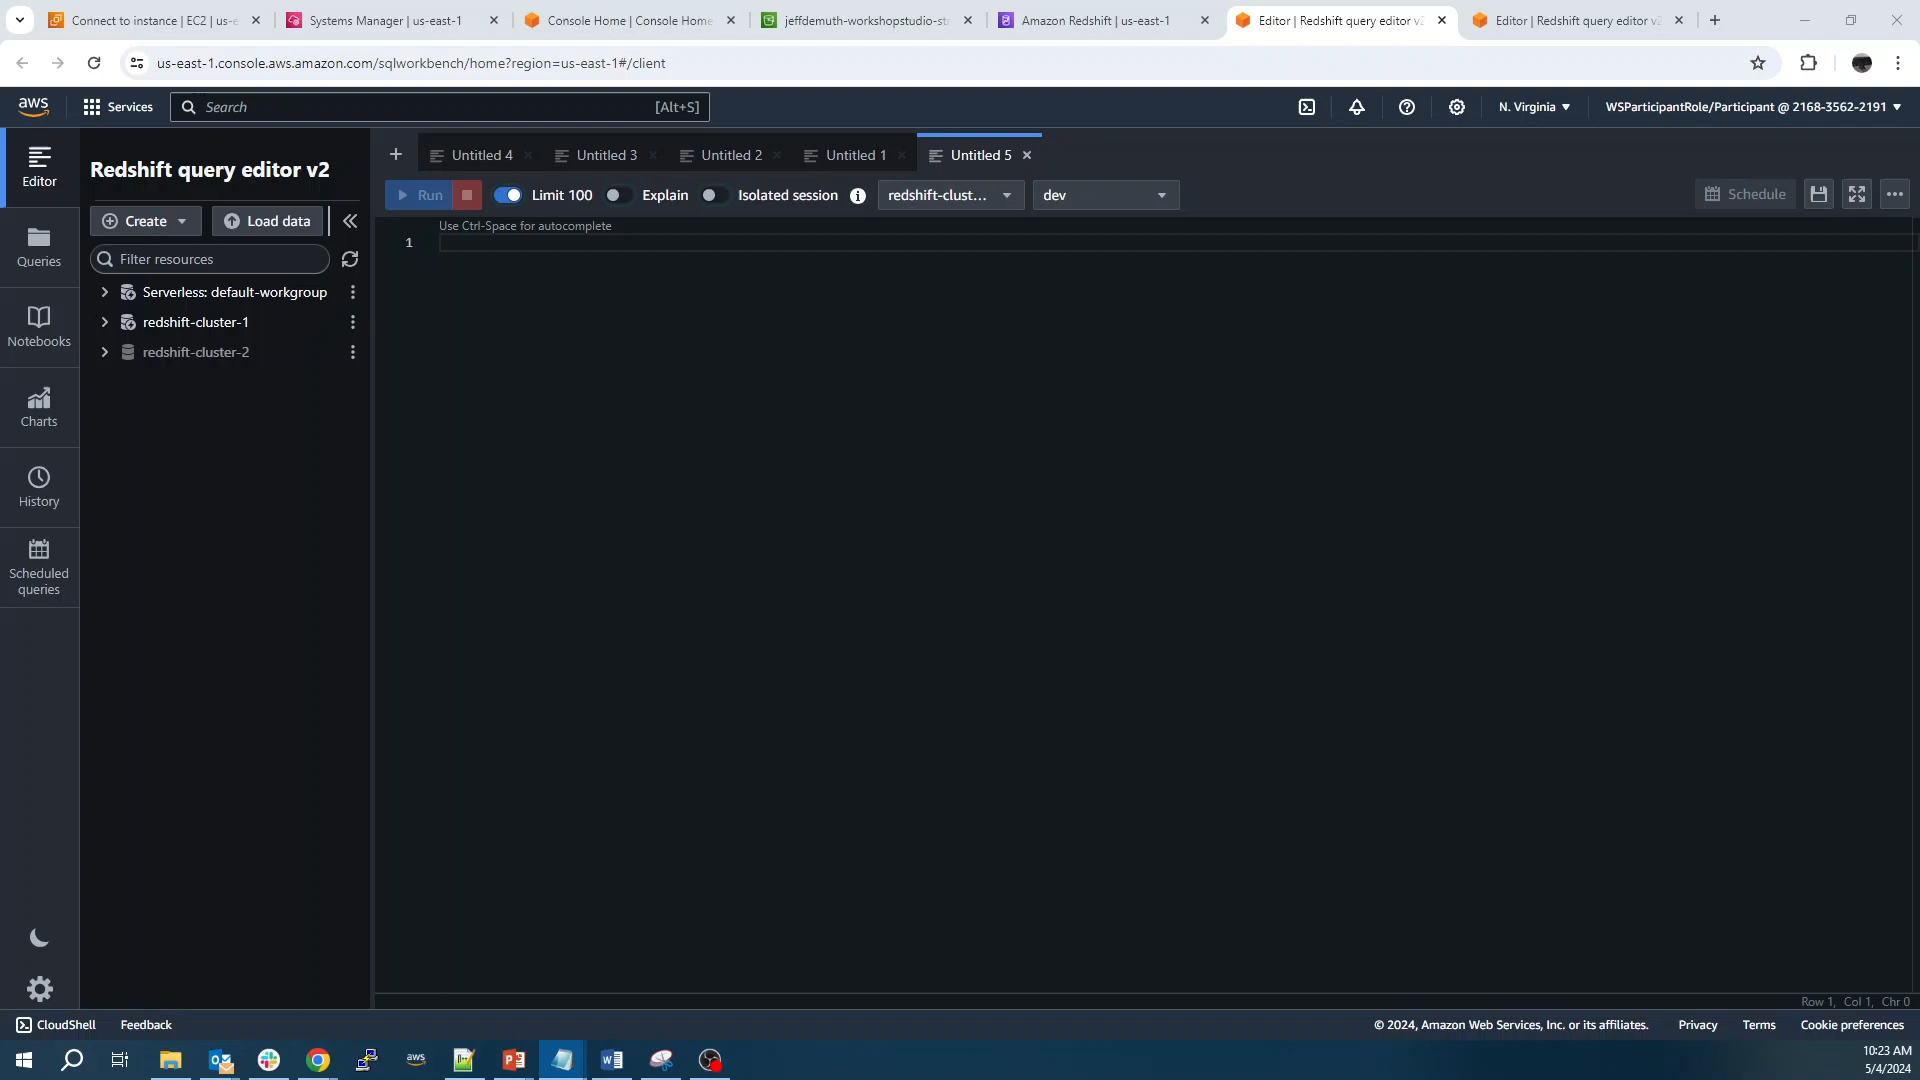 Connect to instance | EC2 | us-e
Systems Manager | us-east-1
Console Home | Console Home
jeffdemuth-workshopstudio-str
Amazon Redshift | us-east-1
Editor | Redshift query editor v2
Editor | Redshift query editor v2
us-east-1.console.aws.amazon.com/sqlworkbench/home?region=us-east-1#/client
aws
Services
Search
[Alt+S]
N. Virginia
WSParticipantRole/Participant @ 2168-3562-2191
Editor
Queries
Notebooks
Charts
History
Scheduled
queries
Redshift query editor v2
Create
Load data
Filter resources
Serverless: default-workgroup
redshift-cluster-1
redshift-cluster-2
Untitled 4
Untitled 3
Untitled 2
Untitled 1
Untitled 5
Run
Limit 100
Explain
Isolated session
redshift-clust...
dev
Schedule
Use Ctrl-Space for autocomplete
1
Row 1, Col 1, Chr 0
CloudShell
Feedback
© 2024, Amazon Web Services, Inc. or its affiliates.
Privacy
Terms
Cookie preferences
aws
10:23 AM
5/4/2024